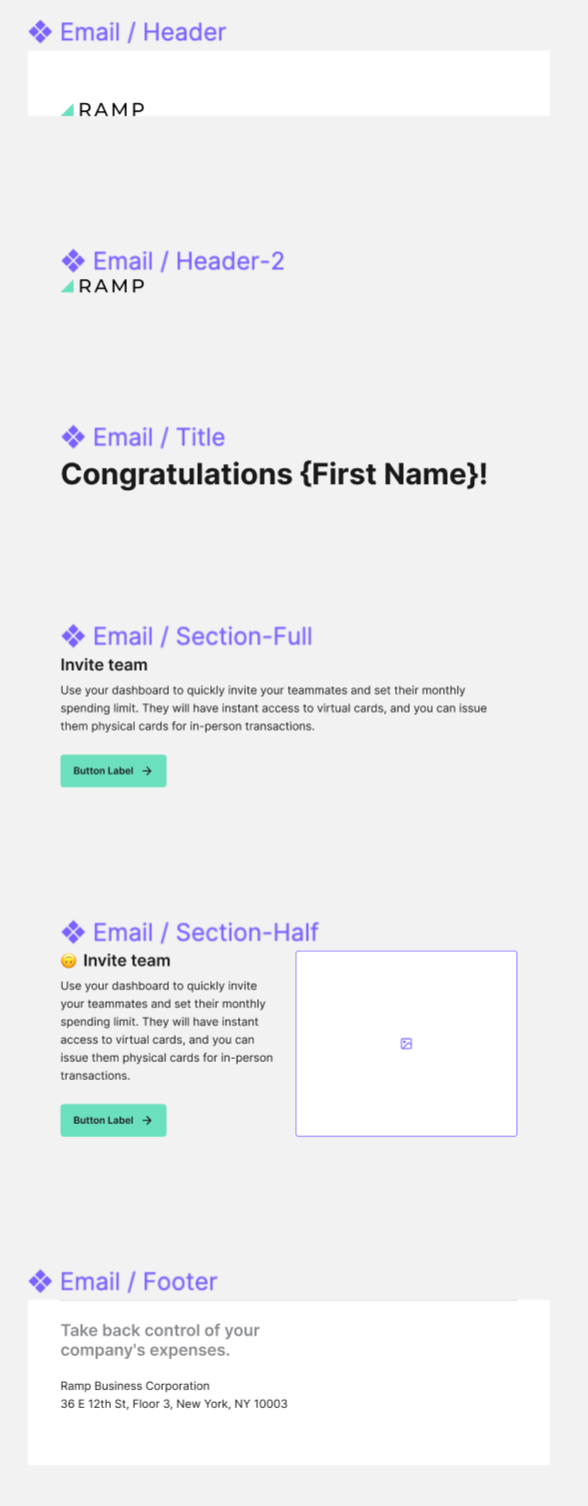 Email / Header
RAMP
Email / Header-2
RAMP
Email / Title
Congratulations {First Name}!
Email / Section-Full
Invite team
Use your dashboard to quickly invite your teammates and set their monthly
spending limit. They will have instant access to virtual cards, and you can issue
them physical cards for in-person transactions.
Button Label →
Email / Section-Half
🙃 Invite team
Use your dashboard to quickly invite
your teammates and set their monthly
spending limit. They will have instant
access to virtual cards, and you can
issue them physical cards for in-person
transactions.
Button Label →
Email / Footer
Take back control of your
company's expenses.
Ramp Business Corporation
36 E 12th St, Floor 3, New York, NY 10003